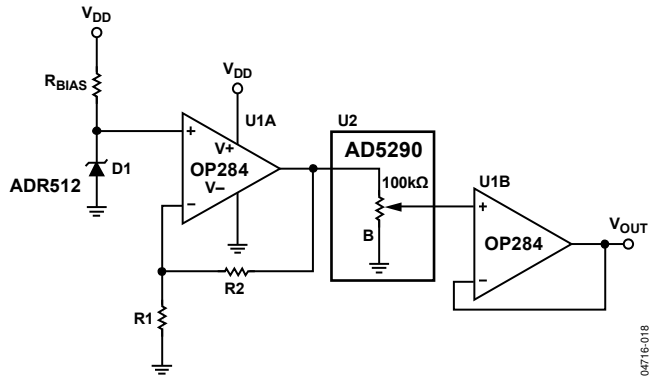 VDD
RBIAS
VDD
U1A
D1
ADR512
+
V+
OP284
V–
–
R2
R1
U2
AD5290
100kΩ
B
U1B
+
OP284
–
VOUT
04716-018